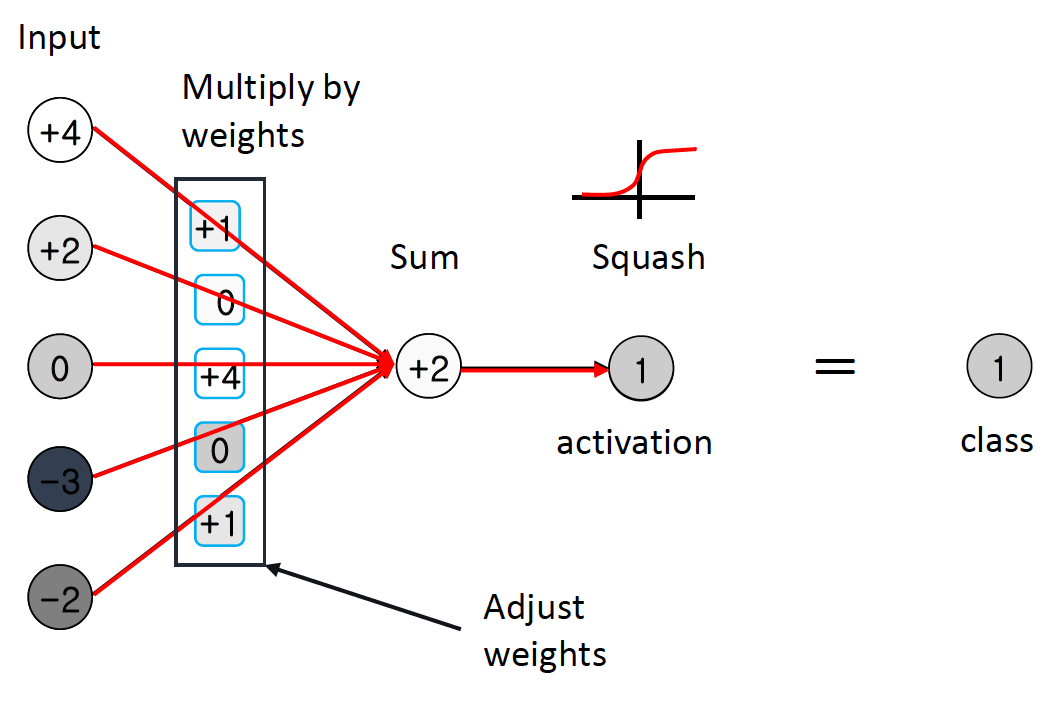 Input
Multiply by
weights
+4
+2
0
−3
−2
+1
0
+4
0
+1
Sum
+2
Squash
1
activation
=
1
class
Adjust
weights